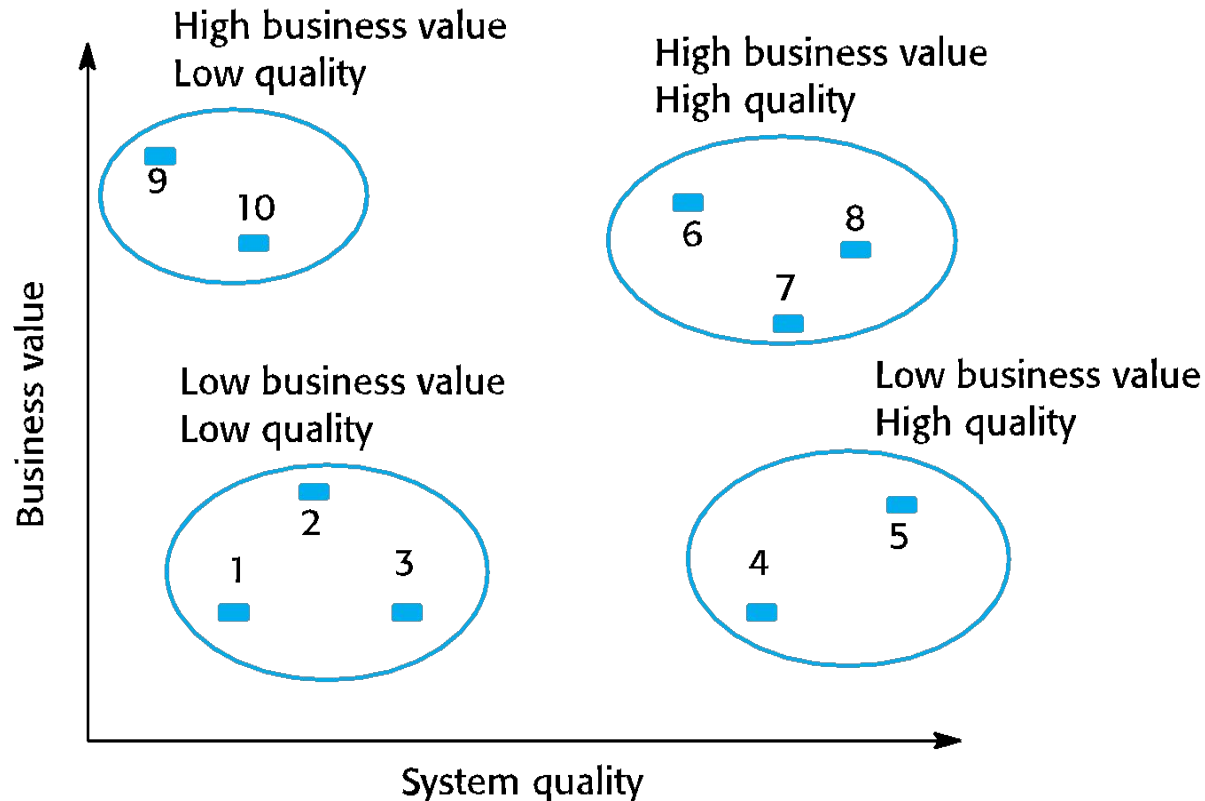 High business value
Low quality
High business value
High quality
9
10
6
8
7
Business value
Low business value
Low quality
Low business value
High quality
2
1
3
5
4
System quality